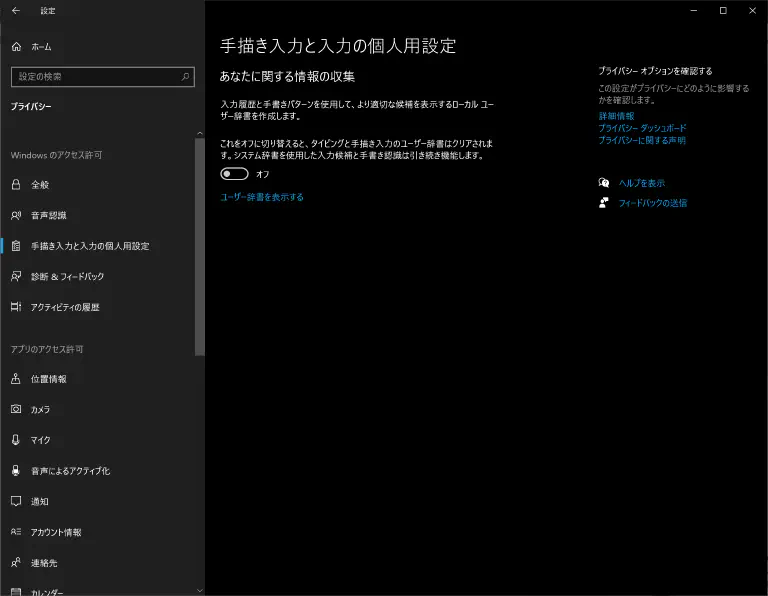 設定
ホーム
設定の検索
プライバシー
Windows のアクセス許可
全般
音声認識
手描き入力と入力の個人用設定
診断 & フィードバック
アクティビティの履歴
アプリのアクセス許可
位置情報
カメラ
マイク
音声によるアクティブ化
通知
アカウント情報
連絡先
カレンダー
手描き入力と入力の個人用設定
あなたに関する情報の収集
入力履歴と手書きパターンを使用して、より適切な候補を表示するローカル ユー
ザー辞書を作成します。
これをオフに切り替えると、タイピングと手描き入力のユーザー辞書はクリアされま
す。システム辞書を使用した入力候補と手書き認識は引き続き機能します。
オフ
ユーザー辞書を表示する
プライバシー オプションを確認する
この設定がプライバシーにどのように影響する
かを確認します。
詳細情報
プライバシー ダッシュボード
プライバシーに関する声明
ヘルプを表示
フィードバックの送信